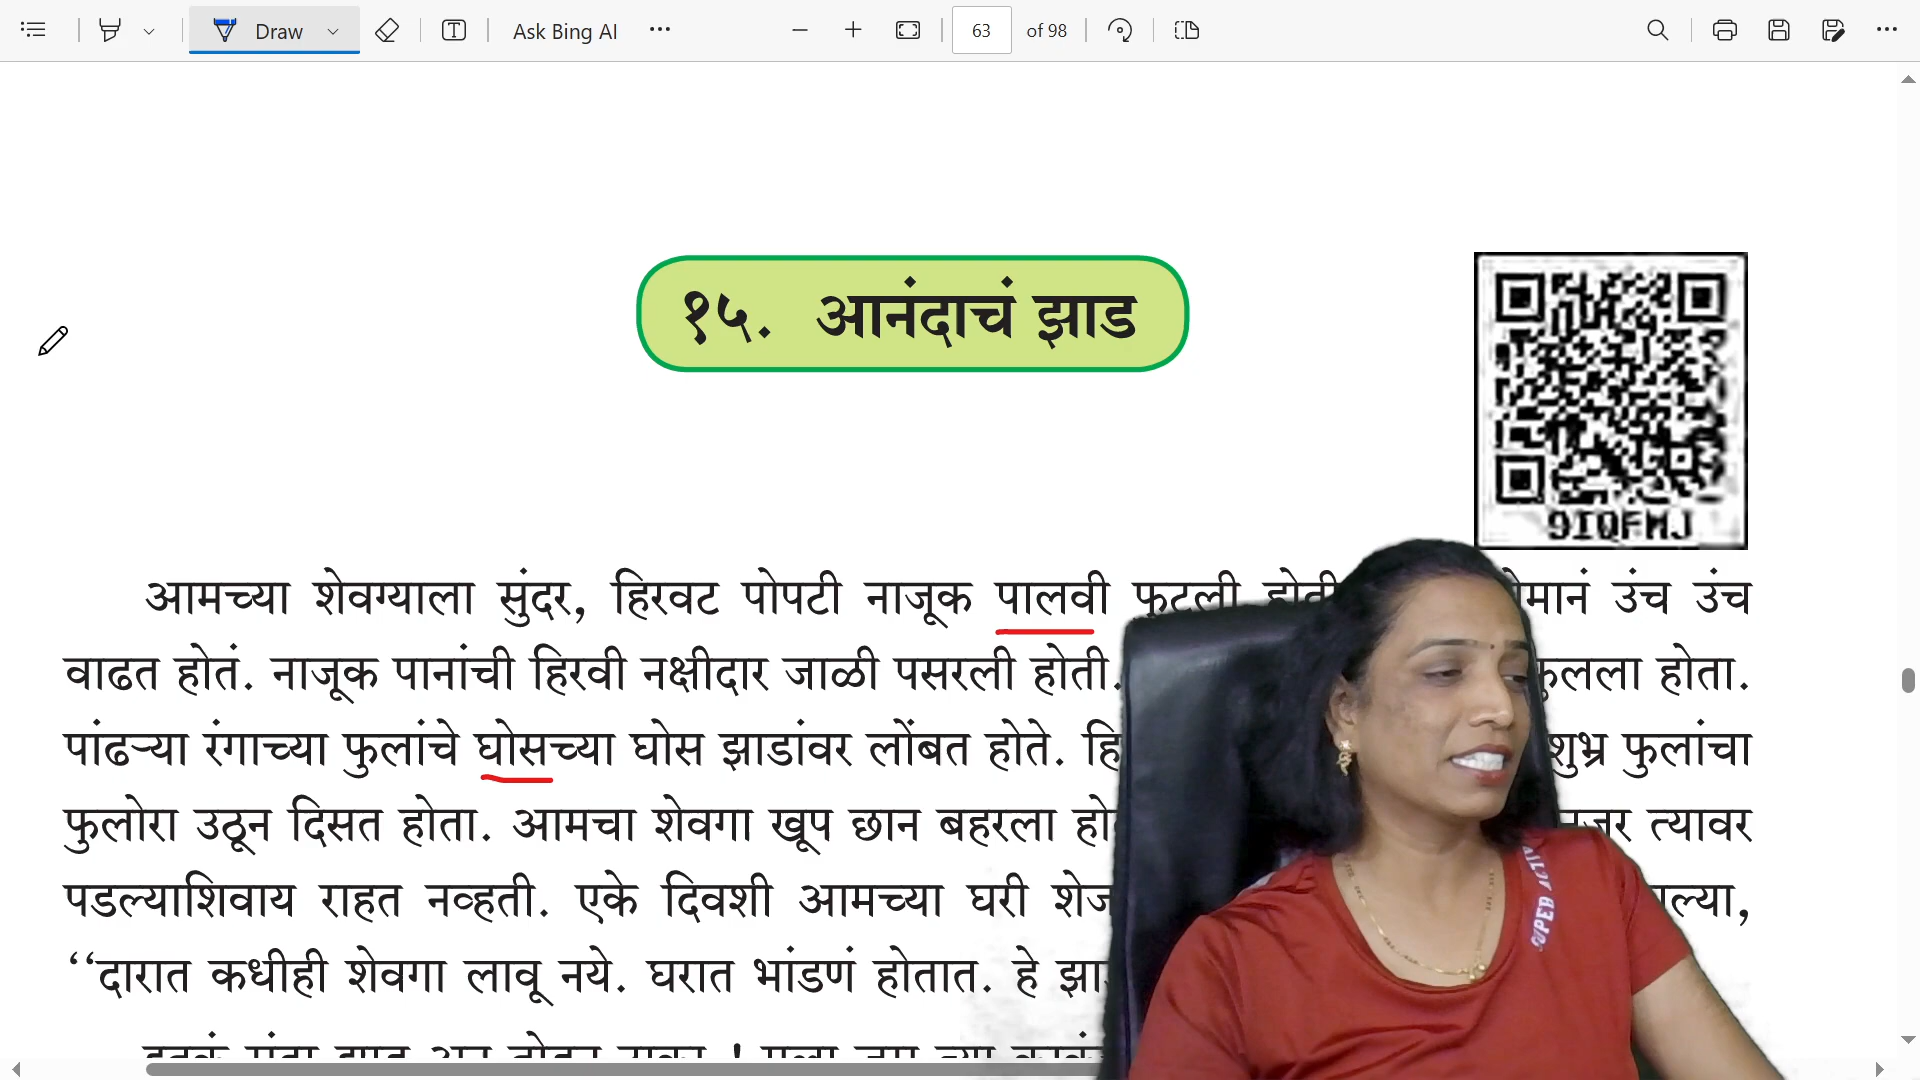 Draw
Ask Bing AI
63 of 98
१५. आनंदाचं झाड
9IQFMJ
आमच्या शेवग्याला सुंदर, हिरवट पोपटी नाजूक पालवी फुटली होती उंच उंच
वाढत होतं. नाजूक पानांची हिरवी नक्षीदार जाळी पसरली होती. फुलला होता.
पांढऱ्या रंगाच्या फुलांचे घोसच्या घोस झाडांवर लोंबत होते. शुभ्र फुलांचा
फुलोरा उठून दिसत होता. आमचा शेवगा खूप छान बहरला नजर त्यावर
पडल्याशिवाय राहत नव्हती. एके दिवशी आमच्या घरी
“दारात कधीही शेवगा लावू नये. घरात भांडणं होतात. हे